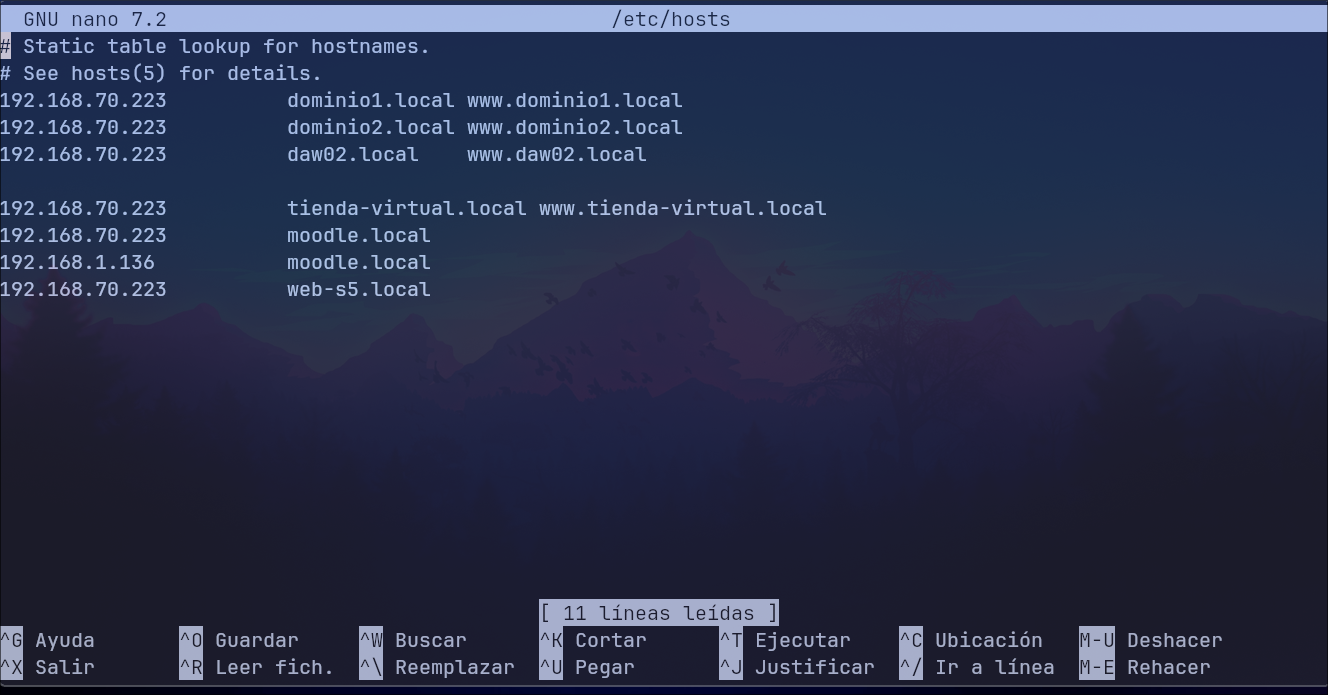 GNU nano 7.2 /etc/hosts
# Static table lookup for hostnames.
# See hosts(5) for details.
192.168.70.223 dominio1.local www.dominio1.local
192.168.70.223 dominio2.local www.dominio2.local
192.168.70.223 daw02.local www.daw02.local
192.168.70.223 tienda-virtual.local www.tienda-virtual.local
192.168.70.223 moodle.local
192.168.1.136 moodle.local
192.168.70.223 web-s5.local
[ 11 líneas leídas ]
^G Ayuda ^O Guardar ^W Buscar ^K Cortar ^T Ejecutar ^C Ubicación M-U Deshacer
^X Salir ^R Leer fich. ^\ Reemplazar ^U Pegar ^J Justificar ^/ Ir a línea M-E Rehacer